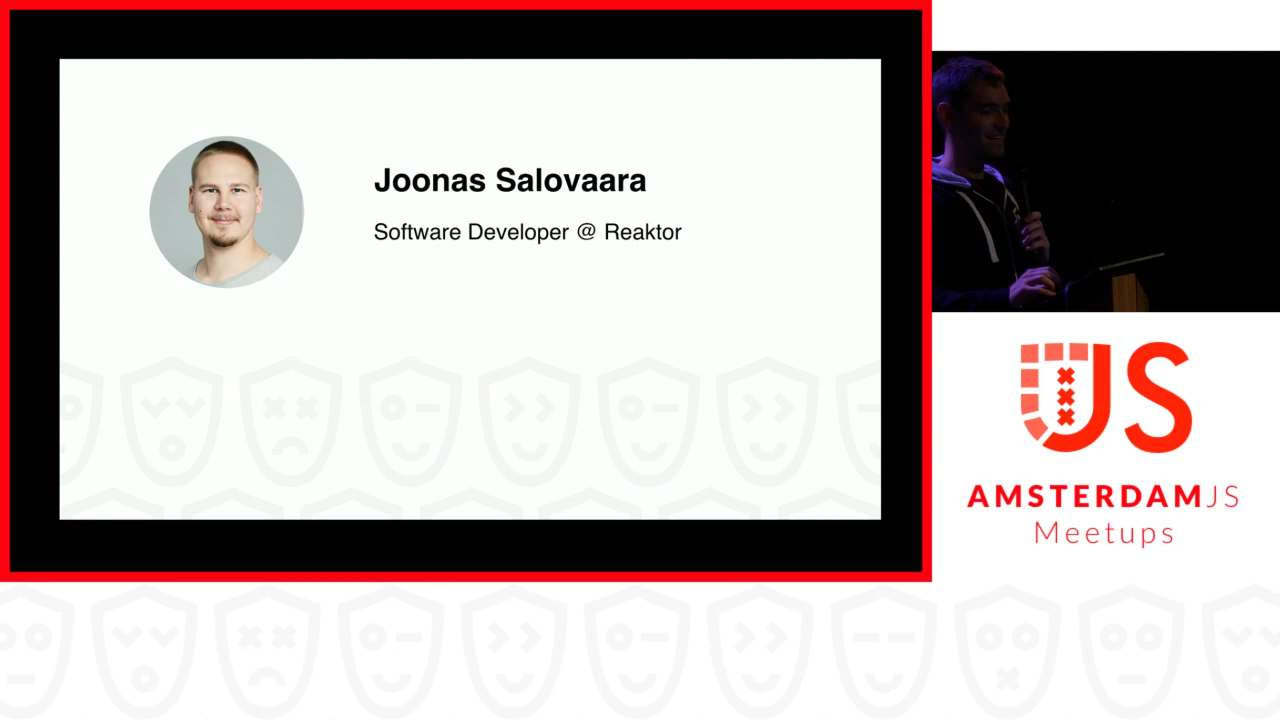 Joonas Salovaara
Software Developer @ Reaktor
JS
AMSTERDAMJS
Meetups